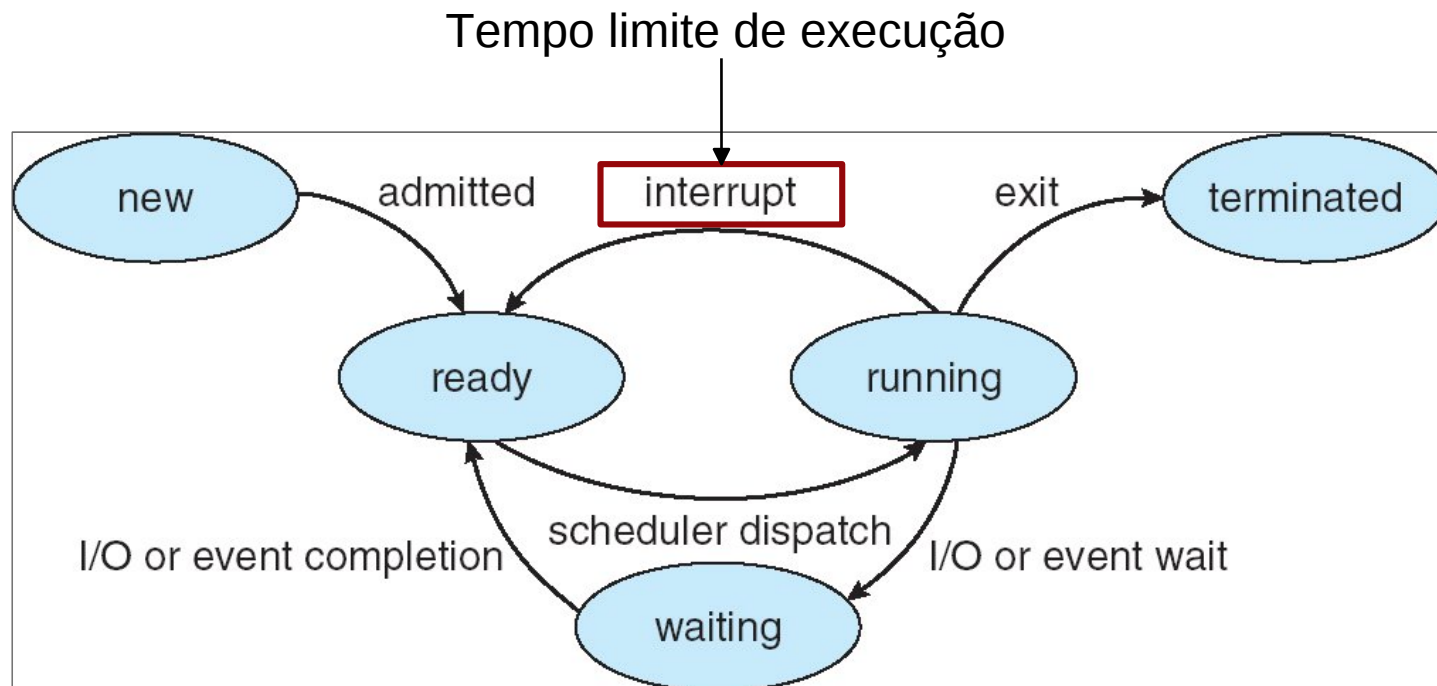 Tempo limite de execução
new
admitted
interrupt
exit
terminated
ready
running
I/O or event completion
scheduler dispatch
I/O or event wait
waiting